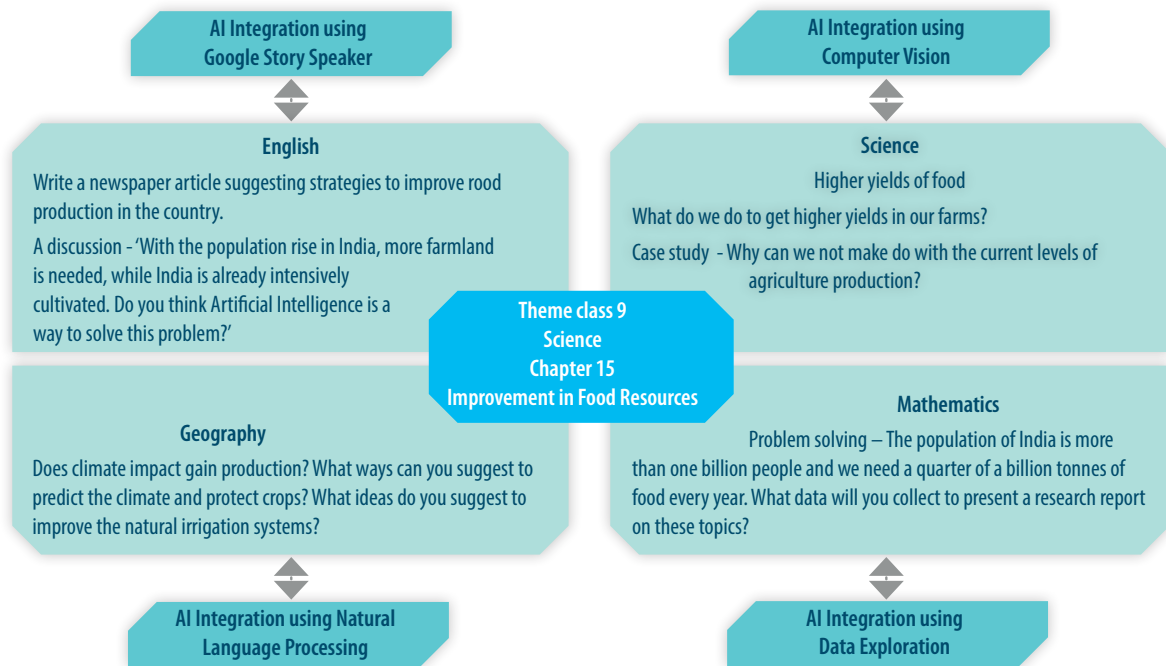 AI Integration using
Google Story Speaker
AI Integration using
Computer Vision
English
Write a newspaper article suggesting strategies to improve rood
production in the country.
A discussion - ‘With the population rise in India, more farmland
is needed, while India is already intensively
cultivated. Do you think Artificial Intelligence is a
way to solve this problem?’
Science
Higher yields of food
What do we do to get higher yields in our farms?
Case study - Why can we not make do with the current levels of
agriculture production?
Theme class 9
Science
Chapter 15
Improvement in Food Resources
Geography
Does climate impact gain production? What ways can you suggest to
predict the climate and protect crops? What ideas do you suggest to
improve the natural irrigation systems?
Mathematics
Problem solving – The population of India is more
than one billion people and we need a quarter of a billion tonnes of
food every year. What data will you collect to present a research report
on these topics?
AI Integration using Natural
Language Processing
AI Integration using
Data Exploration